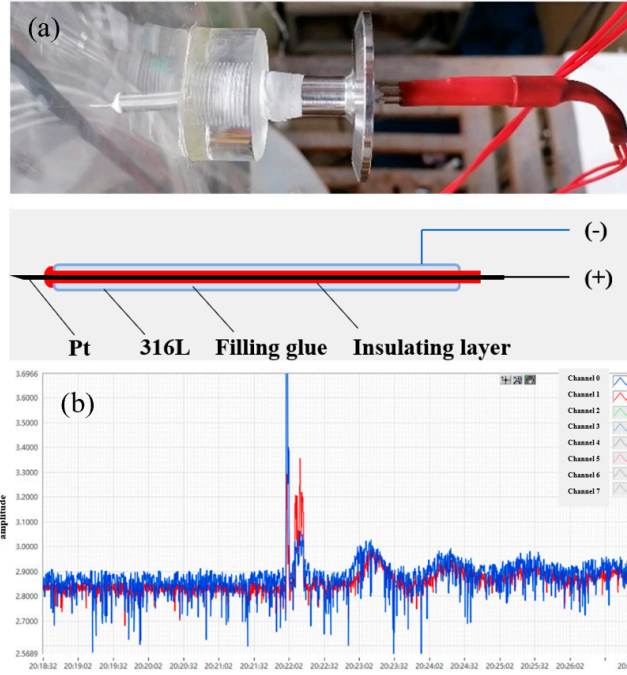 (a)
(-)
(+)
Pt
316L
Filling glue
Insulating layer
(b)
3.6966
3.5000
3.4000
3.3000
3.2000
3.1000
3.0000
2.9000
2.8000
2.7000
2.5689
amplitude
Channel 0
Channel 1
Channel 2
Channel 3
Channel 4
Channel 5
Channel 6
Channel 7
20:18:32 20:19:02 20:19:32 20:20:02 20:20:32 20:21:02 20:21:32 20:22:02 20:22:32 20:23:02 20:23:32 20:24:02 20:24:32 20:25:02 20:25:32 20:26:02